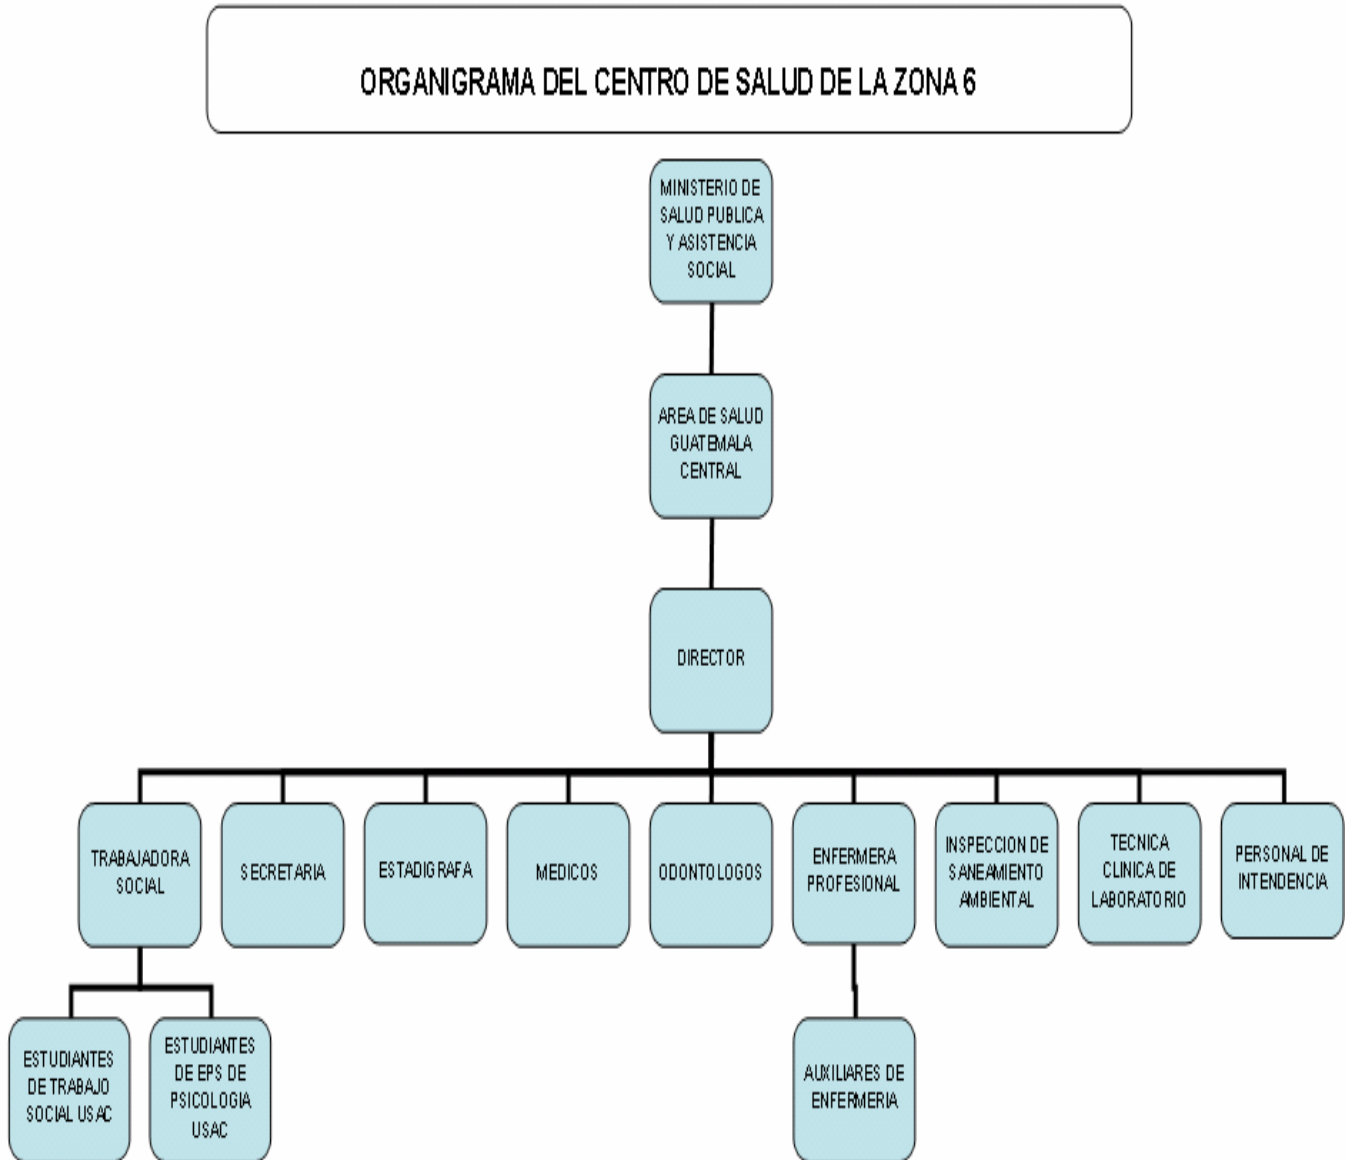 ORGANIGRAMA DEL CENTRO DE SALUD DE LA ZONA 6
MINISTERIO DE
SALUD PUBLICA
Y ASISTENCIA
SOCIAL
AREA DE SALUD
GUATEMALA
CENTRAL
DIRECTOR
TRABAJADORA
SOCIAL
SECRETARIA
ESTADIGRAFA
MEDICOS
ODONTOLOGOS
ENFERMERA
PROFESIONAL
INSPECCION DE
SANEAMIENTO
AMBIENTAL
TECNICA
CLINICA DE
LABORATORIO
PERSONAL DE
INTENDENCIA
ESTUDIANTES
DE TRABAJO
SOCIAL USAC
ESTUDIANTES
DE EPS DE
PSICOLOGIA
USAC
AUXILIARES DE
ENFERMERIA